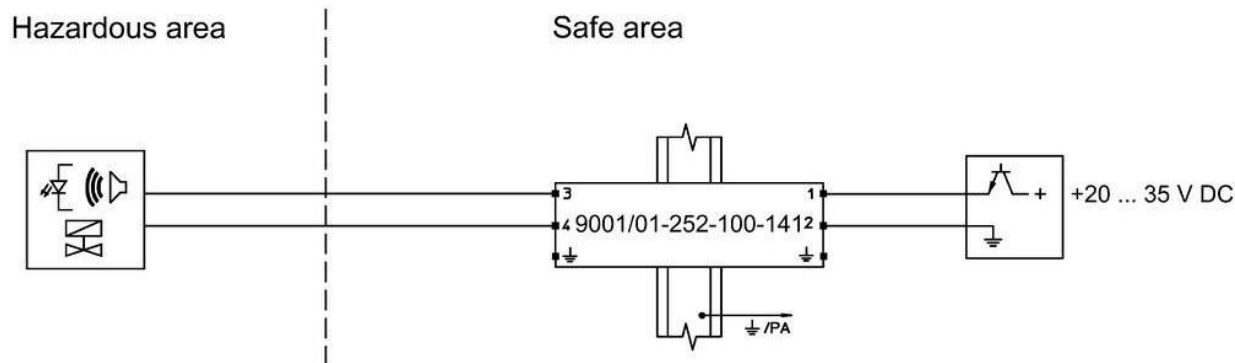 Hazardous area
Safe area
3
1
+
+20 ... 35 V DC
4
9001/01-252-100-141
2
/PA